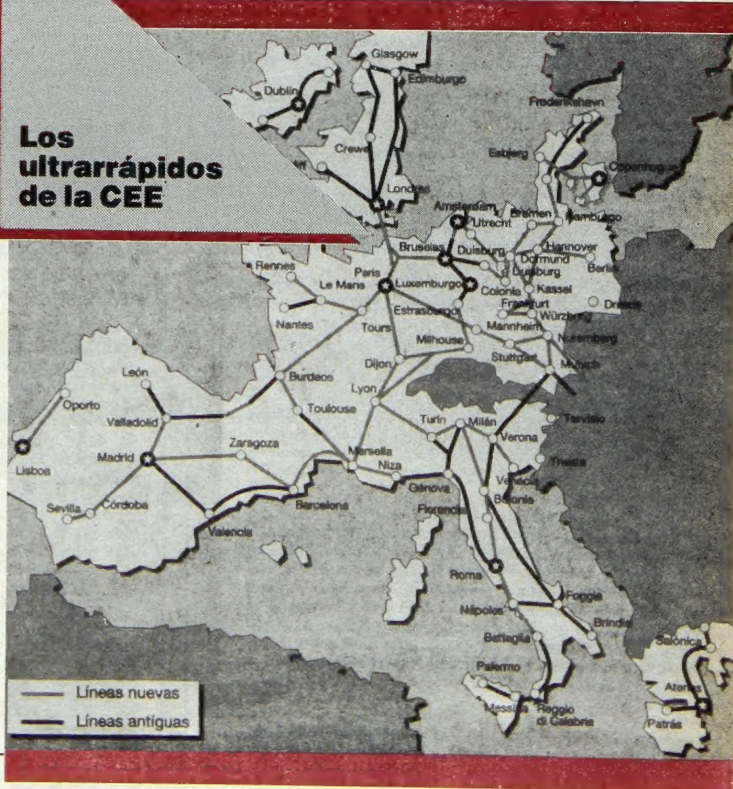 Los
ultrarrápidos
de la CEE
Glasgow
Edimburgo
Dublin
Crewe
Londres
Frederikshavn
Esbjerg
Copenhague
Amsterdam
Utrecht
Bremen
Hamburgo
Bruselas
Duisburg
Dortmund
Hannover
Berlín
Duisburg
Rennes
Le Mans
París
Luxemburgo
Colonia
Kassel
Estrasburgo
Frankfurt
Würzburg
Nantes
Tours
Mannheim
Milhouse
Stuttgart
Nuremberg
Munich
Dijon
León
Burdeos
Lyon
Oporto
Toulouse
Turín
Milán
Tarvisio
Valladolid
Verona
Zaragoza
Madrid
Marsella
Niza
Venecia
Trieste
Lisboa
Génova
Bolonia
Sevilla
Córdoba
Barcelona
Florencia
Valencia
Roma
Foggia
Nápoles
Brindisi
Battaglia
Salónica
Palermo
Atenas
Messina
Reggio
di Calabria
Patrás
Líneas nuevas
Líneas antiguas